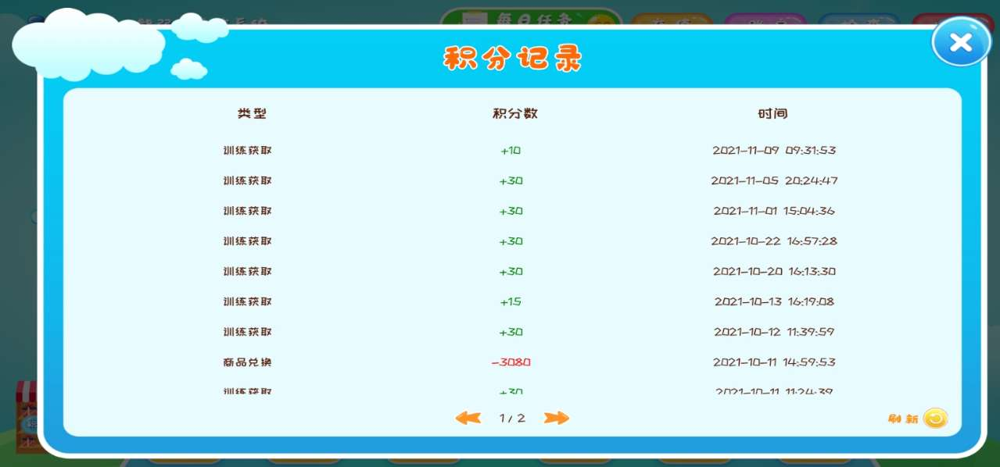 每日任务
积分记录
类型 积分数 时间
训练获取 +10 2021-11-09 09:31:53
训练获取 +30 2021-11-05 20:24:47
训练获取 +30 2021-11-01 15:04:36
训练获取 +30 2021-10-22 16:57:28
训练获取 +30 2021-10-20 16:13:30
训练获取 +15 2021-10-13 16:19:08
训练获取 +30 2021-10-12 11:39:59
商品兑换 -3080 2021-10-11 14:59:53
训练获取 +30 2021-10-11 11:24:39
1/2
刷新